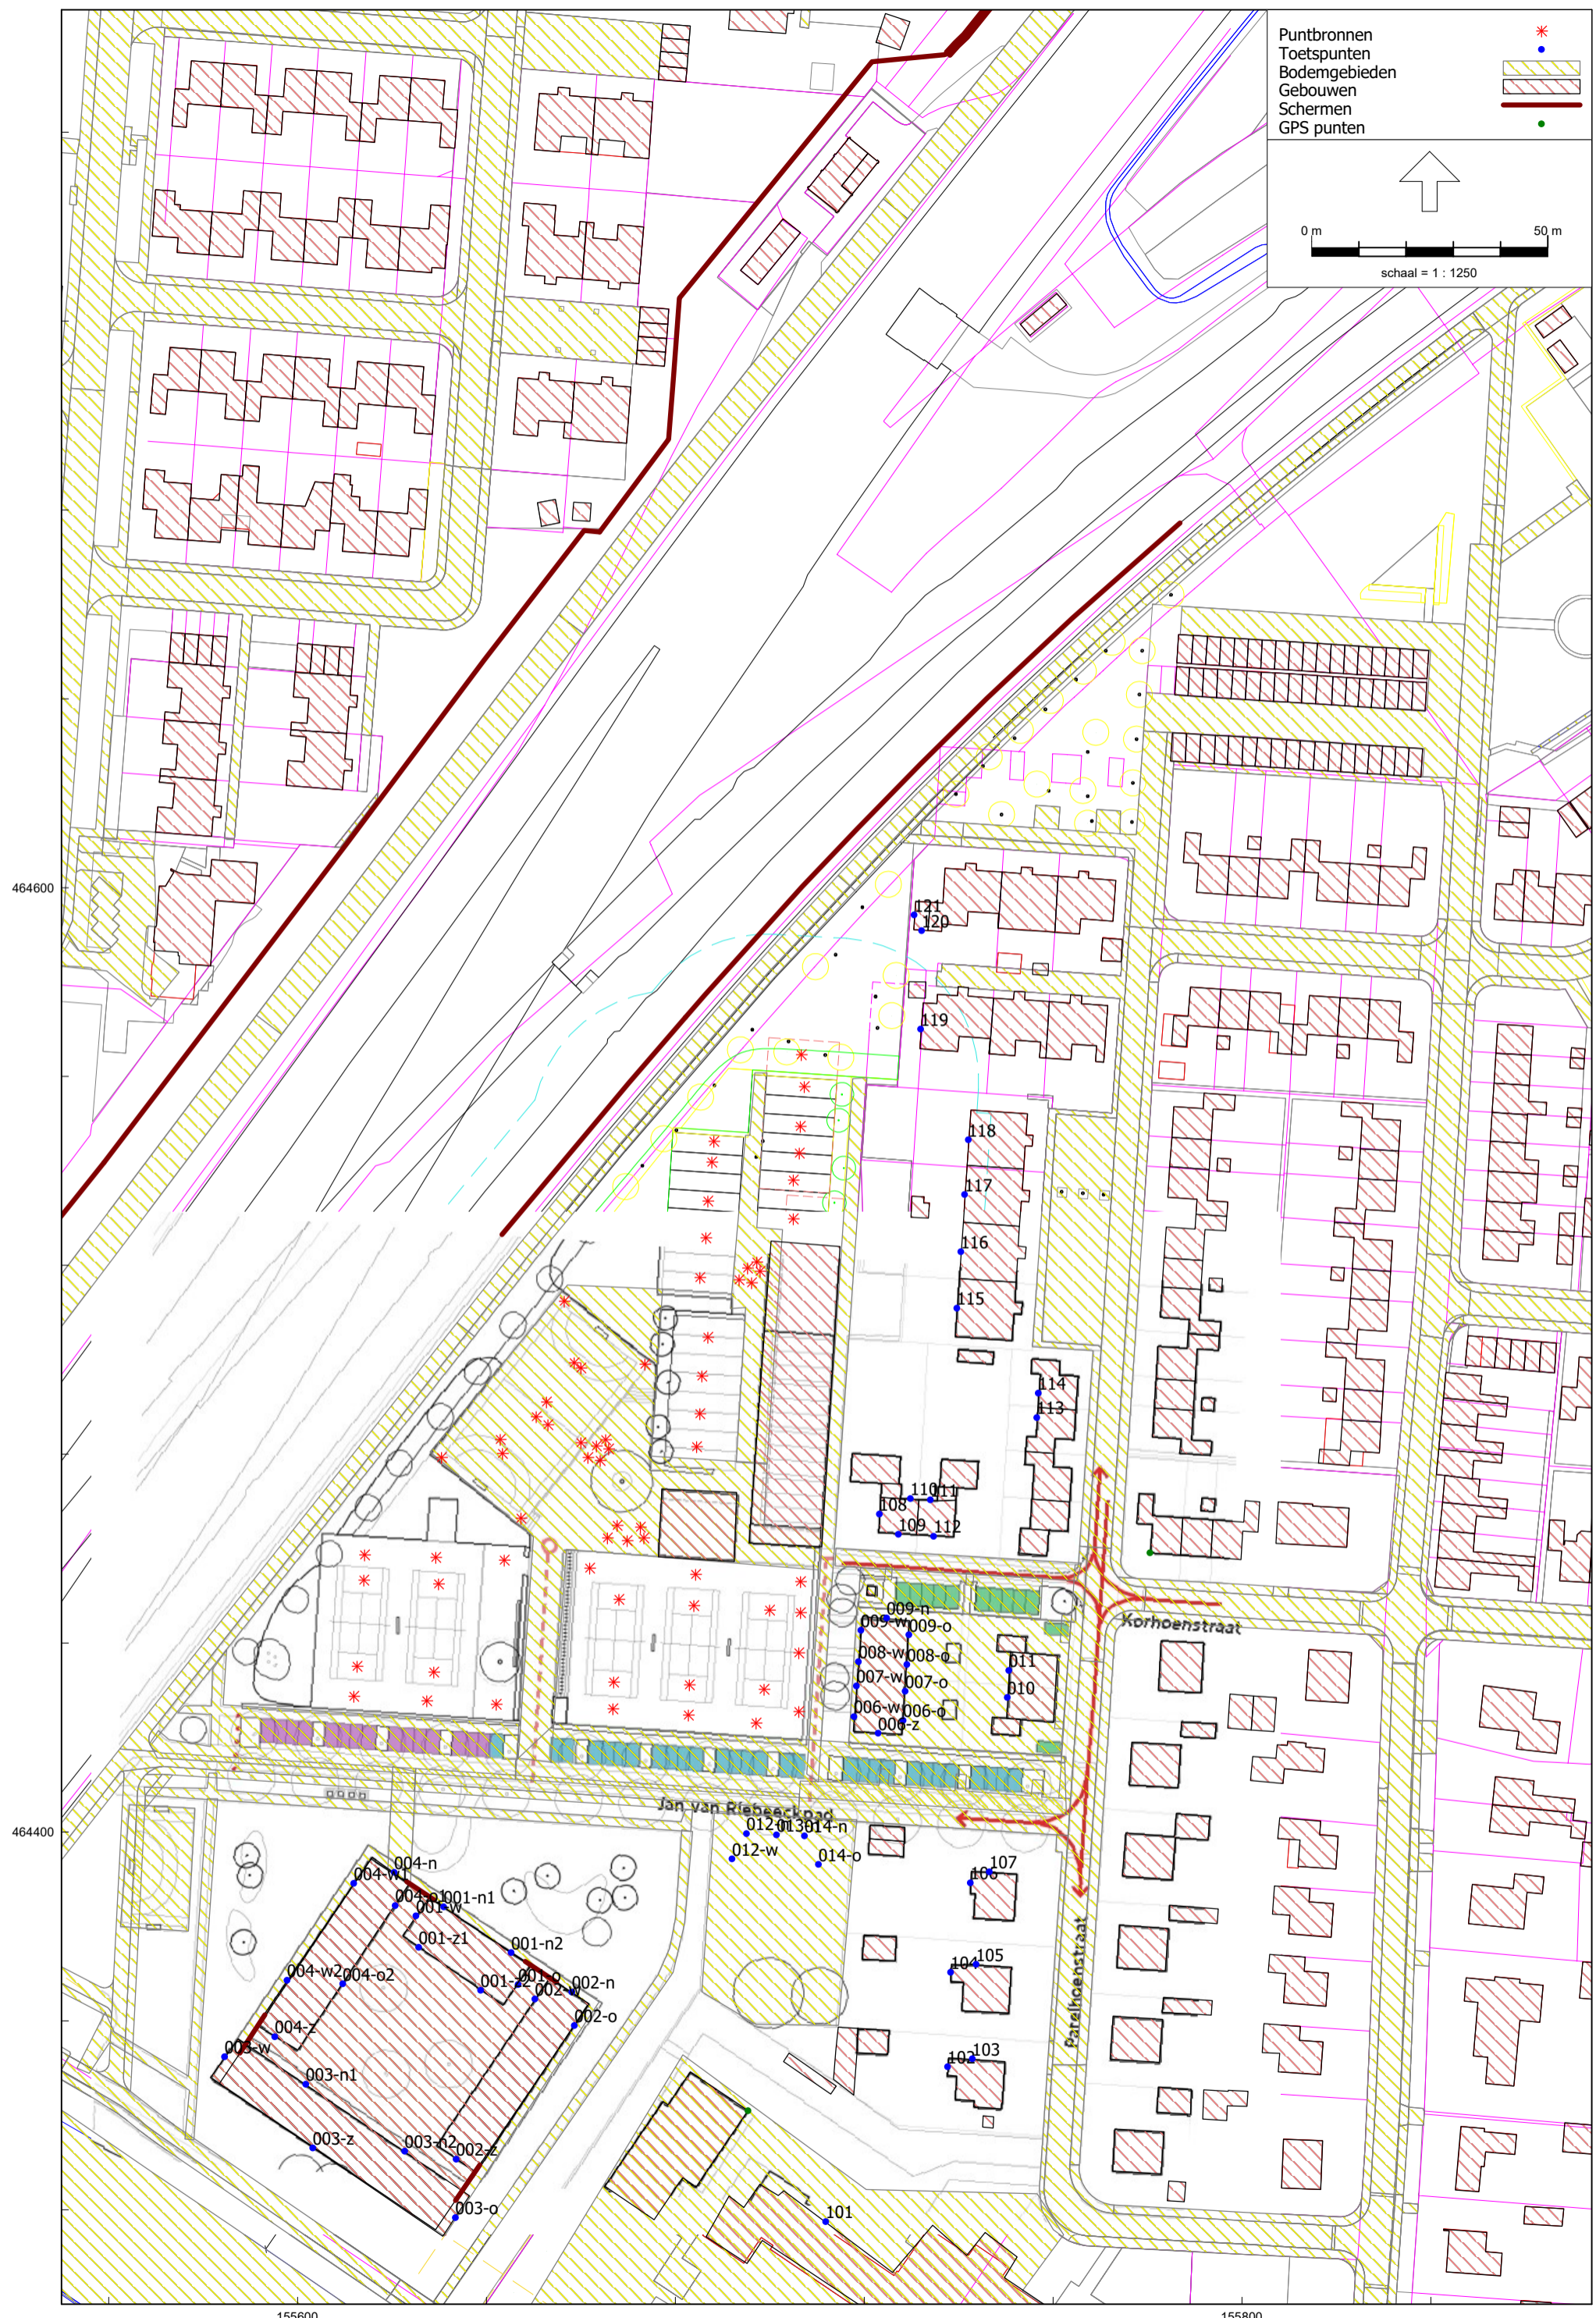 Puntbronnen
Toetspunten
Bodemgebieden
Gebouwen
Schermen
GPS punten
0 m 50 m
schaal = 1 : 1250
464600
121
120
119
118
117
116
115
114
113
110 111
108
109 112
Korhoenstraat
009-n
009-w 009-o
008-w 008-o
007-w 007-o
006-w 006-o
006-z
011
010
Jan van Riebeeckpad
464400
012-n 013-n 014-n
012-w 014-o
004-n
004-w1
004-o1 001-n1
001-w
001-z1
001-n2
004-w2 004-o2
001-z2 001-o 002-n
002-w
002-o
004-z
003-w
003-n1
003-z
003-n2 002-z
003-o
107
106
105
104
103
102
Patrijhoenstraat
101
155600 155800